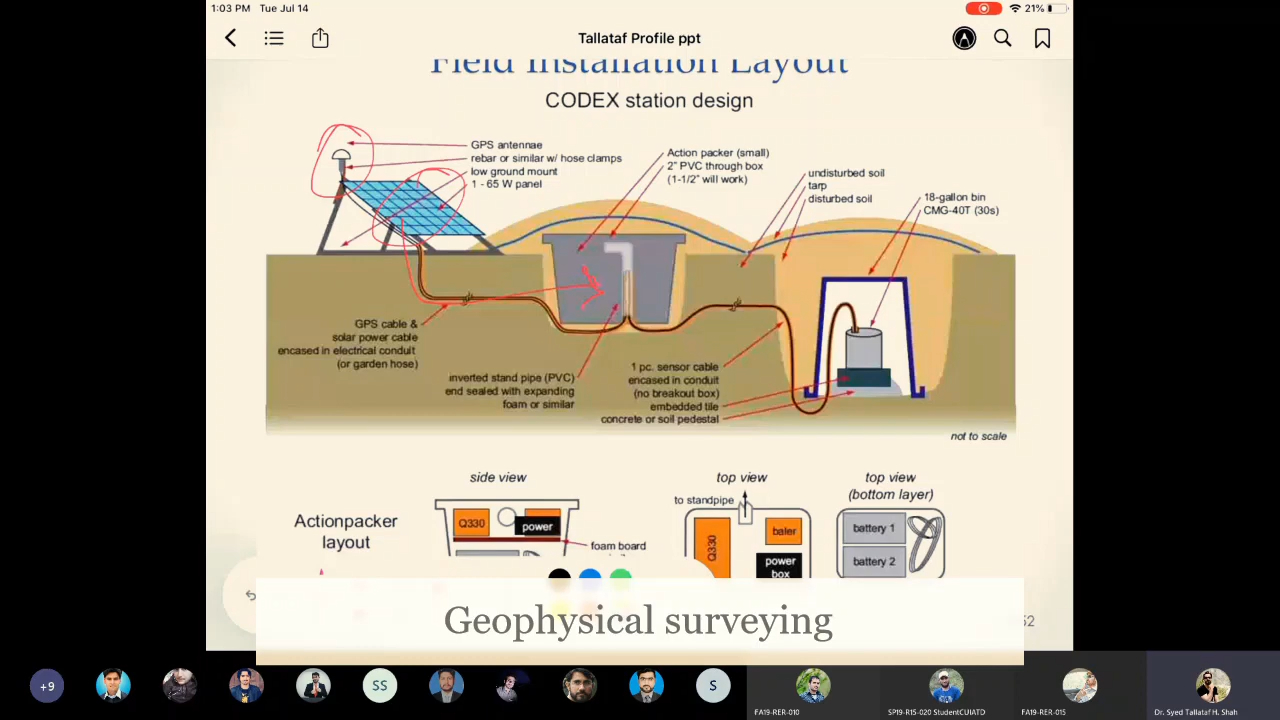 1:03 PM Tue Jul 14
21%
Tallataf Profile ppt
Field Installation Layout
CODEX station design
GPS antennae
rebar or similar w/ hose clamps
low ground mount
1 - 65 W panel
Action packer (small)
2" PVC through box
(1-1/2" will work)
undisturbed soil
tarp
disturbed soil
18-gallon bin
CMG-40T (30s)
GPS cable &
solar power cable
encased in electrical conduit
(or garden hose)
inverted stand pipe (PVC)
end sealed with expanding
foam or similar
1 pc. sensor cable
encased in conduit
(no breakout box)
embedded tile
concrete or soil pedestal
not to scale
Actionpacker
layout
side view
Q330
power
foam board
top view
to standpipe
Q330
baler
power
box
top view
(bottom layer)
battery 1
battery 2
Geophysical surveying
52
+9
SS
S
FA19-RER-010
SP19-R15-020 StudentCUIATD
FA19-RER-015
Dr. Syed Tallataf H. Shah